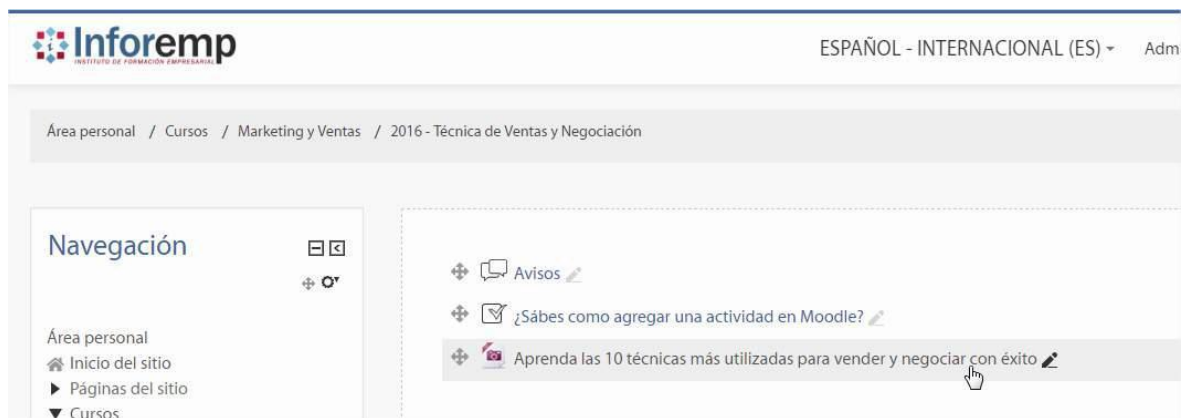 Inforemp
INSTITUTO DE FORMACIÓN EMPRESARIAL
ESPAÑOL - INTERNACIONAL (ES)
Adm
Área personal / Cursos / Marketing y Ventas / 2016 - Técnica de Ventas y Negociación
Navegación
Avisos
¿Sábes como agregar una actividad en Moodle?
Aprenda las 10 técnicas más utilizadas para vender y negociar con éxito
Área personal
Inicio del sitio
Páginas del sitio
Cursos